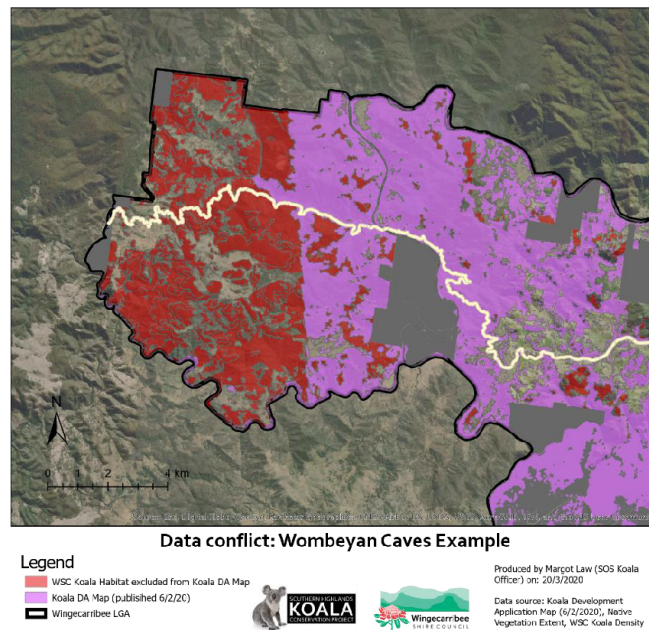 N
0 1 2 4 km
Data conflict: Wombeyan Caves Example
Legend
WSC Koala Habitat excluded from Koala DA Map
Koala DA Map (published 6/2/20)
Wingecarribee LGA
SOUTHERN HIGHLANDS
KOALA
CONSERVATION PROJECT
Wingecarribee
SHIRE COUNCIL
Produced by Margot Law (SOS Koala
Officer) on: 20/3/2020
Data source: Koala Development
Application Map (6/2/2020), Native
Vegetation Extent, WSC Koala Density